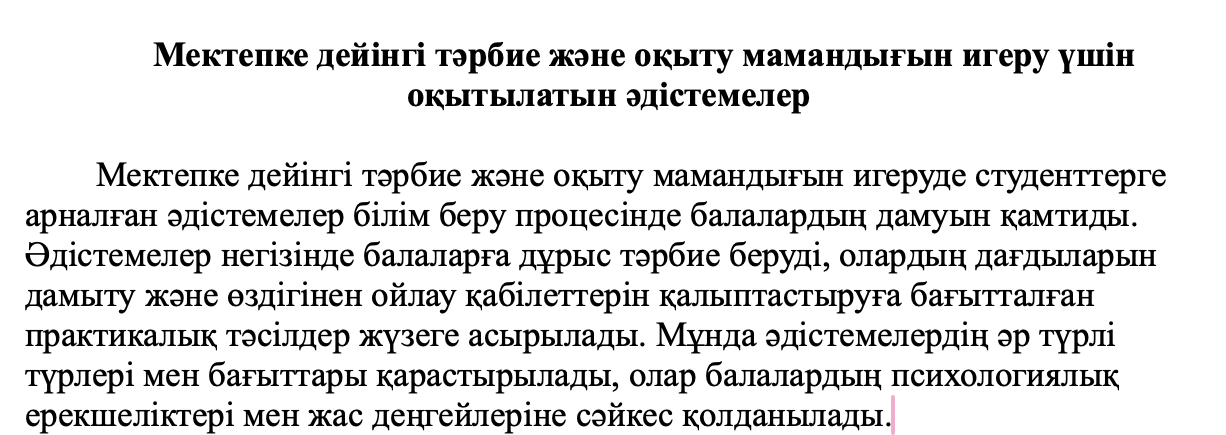 Мектепке дейінгі тәрбие және оқыту мамандығын игеру үшін
оқытылатын әдістемелер
Мектепке дейінгі тәрбие және оқыту мамандығын игеруде студенттерге
арналған әдістемелер білім беру процесінде балалардың дамуын қамтиды.
Әдістемелер негізінде балаларға дұрыс тәрбие беруді, олардың дағдыларын
дамыту және өздігінен ойлау қабілеттерін қалыптастыруға бағытталған
практикалық тәсілдер жүзеге асырылады. Мұнда әдістемелердің әр түрлі
түрлері мен бағыттары қарастырылады, олар балалардың психологиялық
ерекшеліктері мен жас деңгейлеріне сәйкес қолданылады.